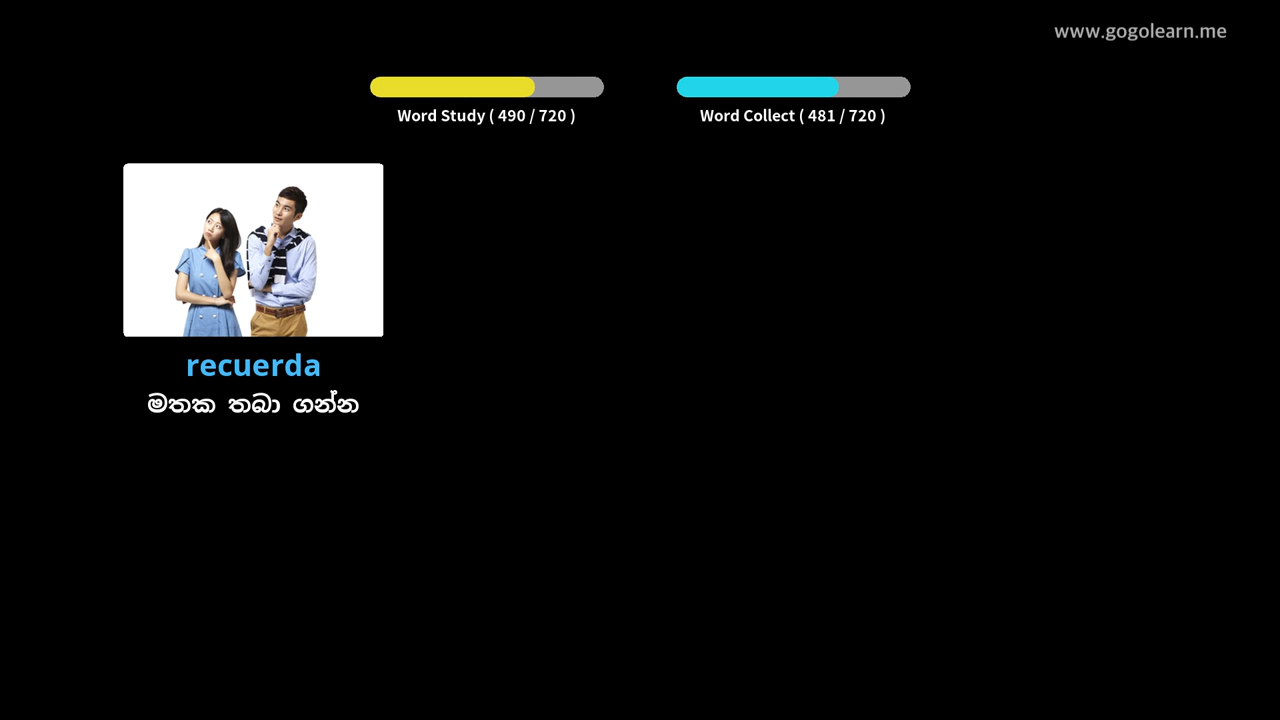 www.gogolearn.me
Word Study ( 490 / 720 )
Word Collect ( 481 / 720 )
recuerda
මතක තබා ගන්න